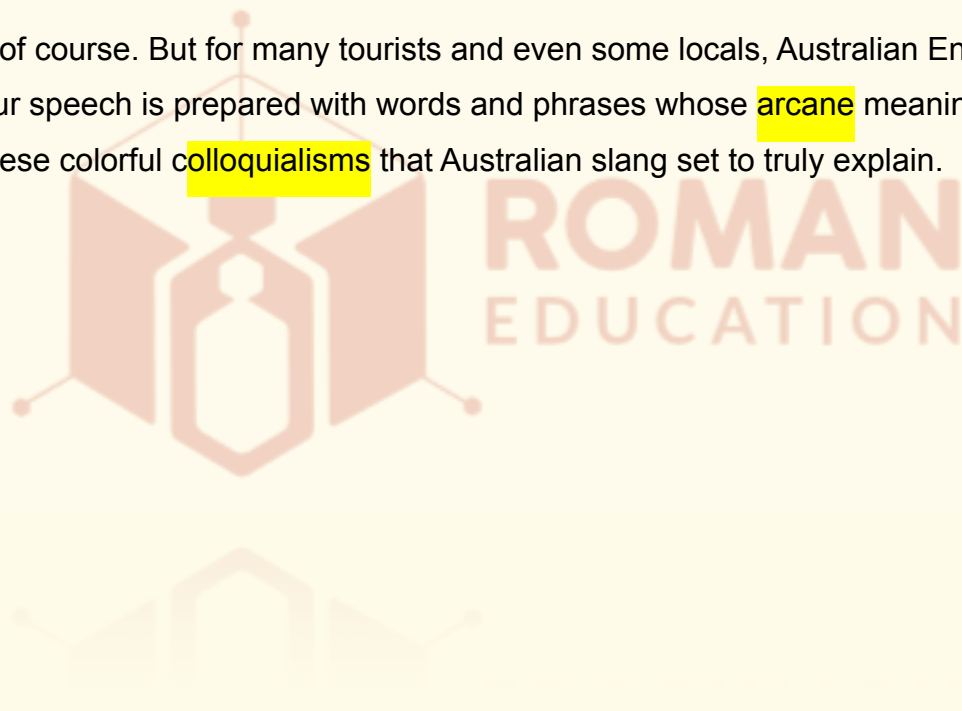 of course. But for many tourists and even some locals, Australian En
ur speech is prepared with words and phrases whose arcane meanin
ese colorful colloquialisms that Australian slang set to truly explain.
ROMAN
EDUCATION